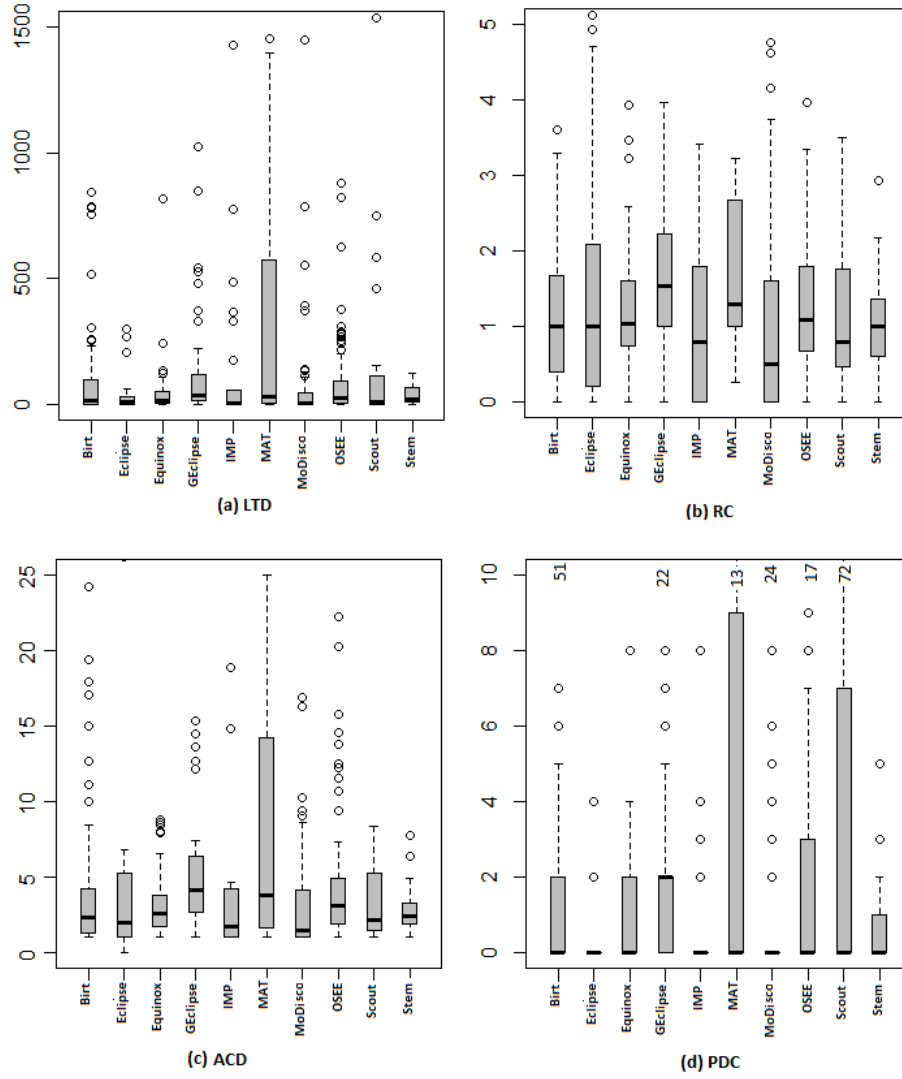 1500
1000
500
0
Birt
Eclipse
Equinox
GEclipse
IMP
MAT
MoDisco
OSEE
Scout
Stem
(a) LTD
5
4
3
2
1
0
Birt
Eclipse
Equinox
GEclipse
IMP
MAT
MoDisco
OSEE
Scout
Stem
(b) RC
25
20
15
10
5
0
Birt
Eclipse
Equinox
GEclipse
IMP
MAT
MoDisco
OSEE
Scout
Stem
(c) ACD
10
8
6
4
2
0
51
22
13
24
17
72
Birt
Eclipse
Equinox
GEclipse
IMP
MAT
MoDisco
OSEE
Scout
Stem
(d) PDC